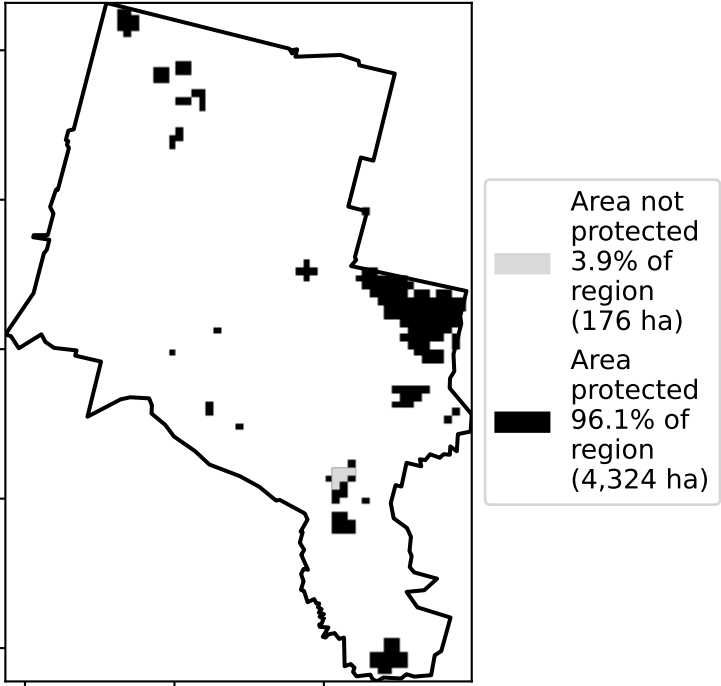 Area not
protected
3.9% of
region
(176 ha)
Area
protected
96.1% of
region
(4,324 ha)